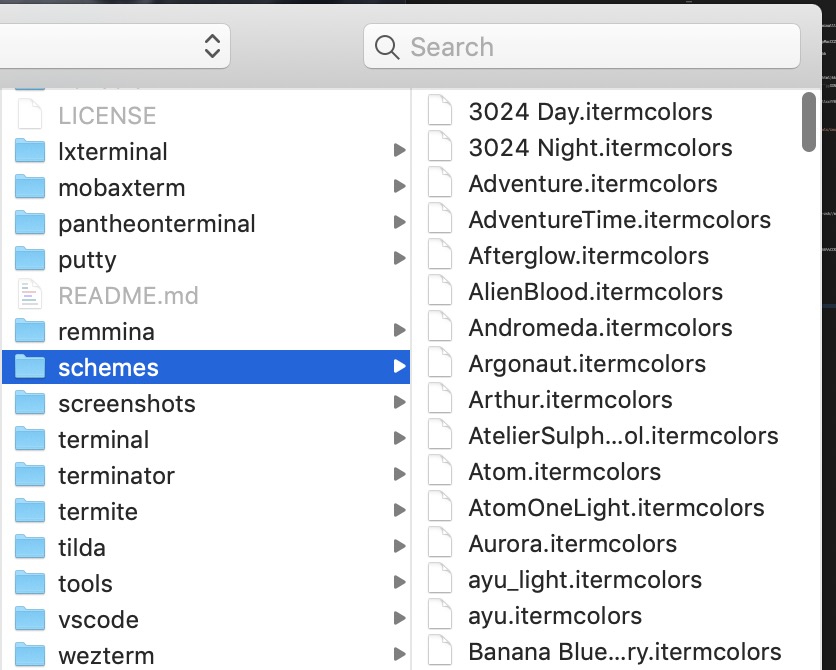 Search
LICENSE
lxterminal
mobaxterm
pantheonterminal
putty
README.md
remmina
schemes
screenshots
terminal
terminator
termite
tilda
tools
vscode
wezterm
3024 Day.itermcolors
3024 Night.itermcolors
Adventure.itermcolors
AdventureTime.itermcolors
Afterglow.itermcolors
AlienBlood.itermcolors
Andromeda.itermcolors
Argonaut.itermcolors
Arthur.itermcolors
AtelierSulph...ol.itermcolors
Atom.itermcolors
AtomOneLight.itermcolors
Aurora.itermcolors
ayu_light.itermcolors
ayu.itermcolors
Banana Blue...ry.itermcolors